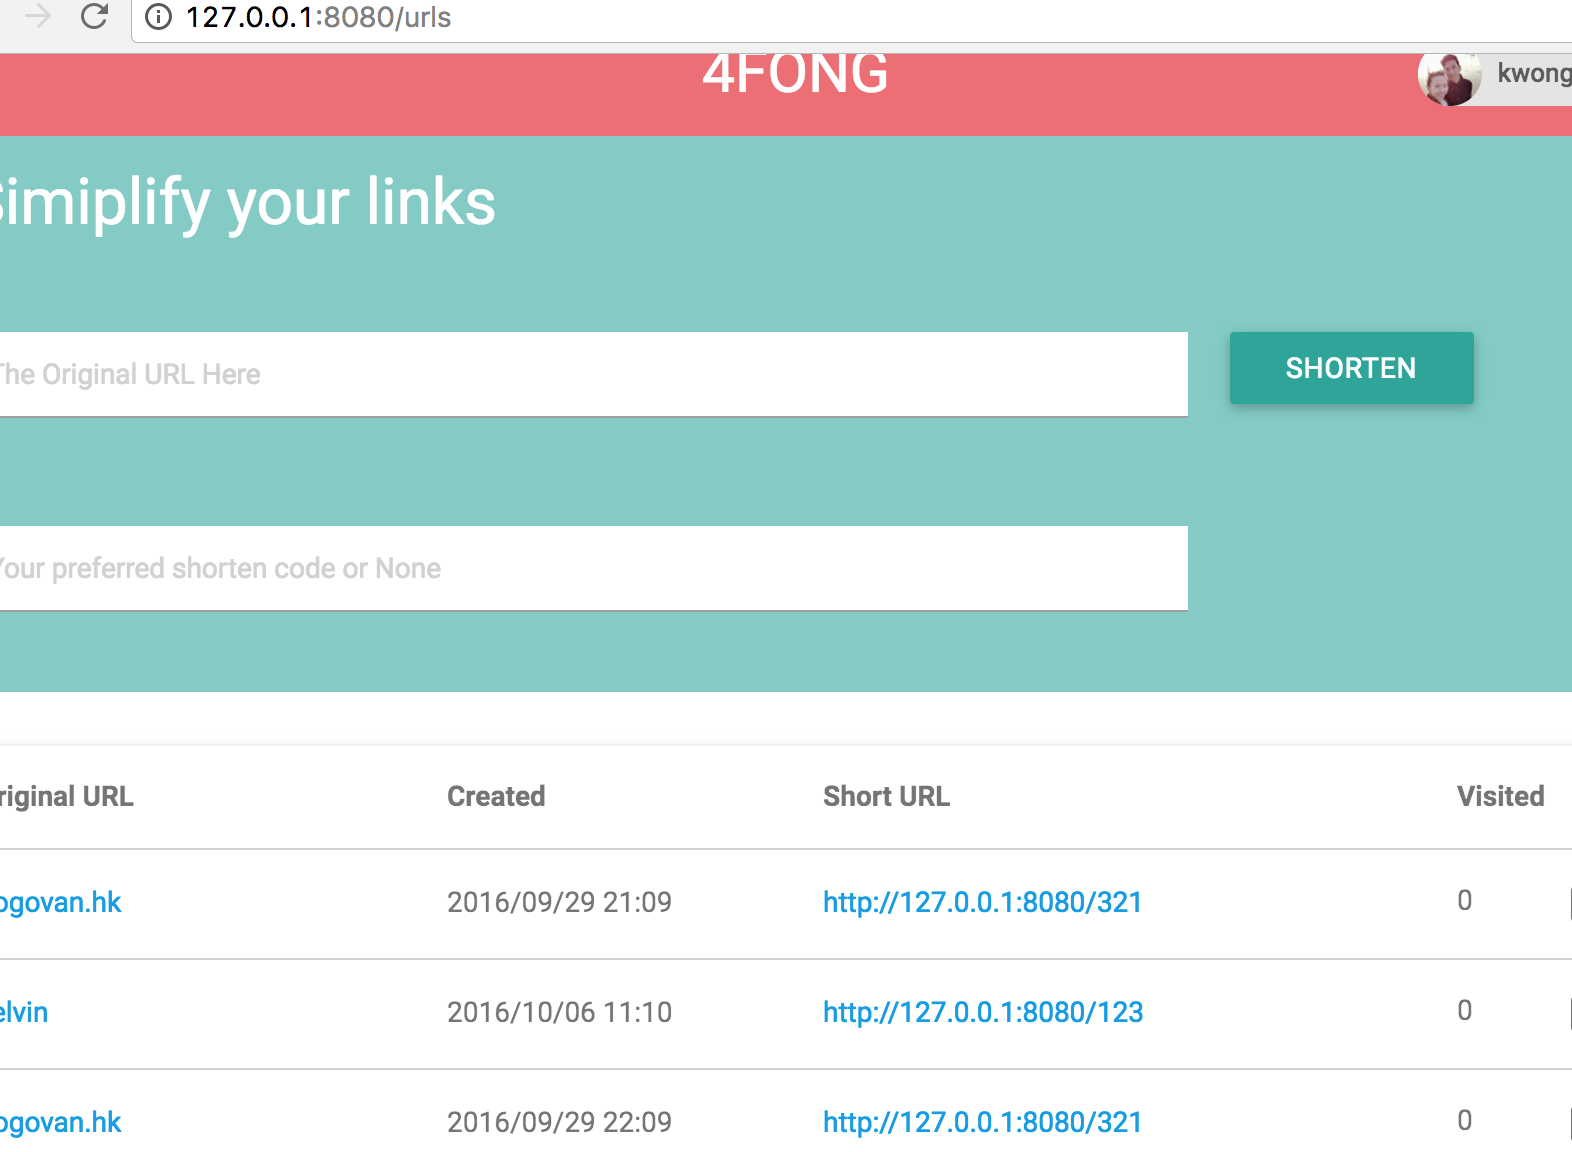 127.0.0.1:8080/urls
4FONG
kwong
Simiplify your links
The Original URL Here
SHORTEN
Your preferred shorten code or None
riginal URL Created Short URL Visited
ogovan.hk 2016/09/29 21:09 http://127.0.0.1:8080/321 0
elvin 2016/10/06 11:10 http://127.0.0.1:8080/123 0
ogovan.hk 2016/09/29 22:09 http://127.0.0.1:8080/321 0